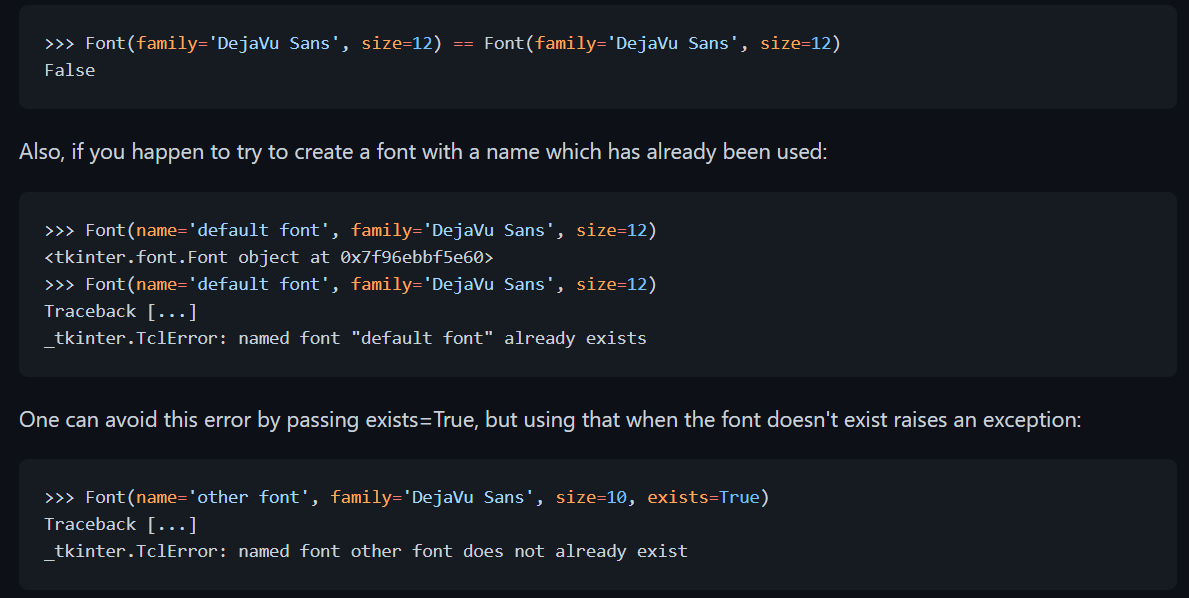 >>> Font(family='DejaVu Sans', size=12) == Font(family='DejaVu Sans', size=12)
False
Also, if you happen to try to create a font with a name which has already been used:
>>> Font(name='default font', family='DejaVu Sans', size=12)
<tkinter.font.Font object at 0x7f96ebbf5e60>
>>> Font(name='default font', family='DejaVu Sans', size=12)
Traceback [...]
_tkinter.TclError: named font "default font" already exists
One can avoid this error by passing exists=True, but using that when the font doesn't exist raises an exception:
>>> Font(name='other font', family='DejaVu Sans', size=10, exists=True)
Traceback [...]
_tkinter.TclError: named font other font does not already exist